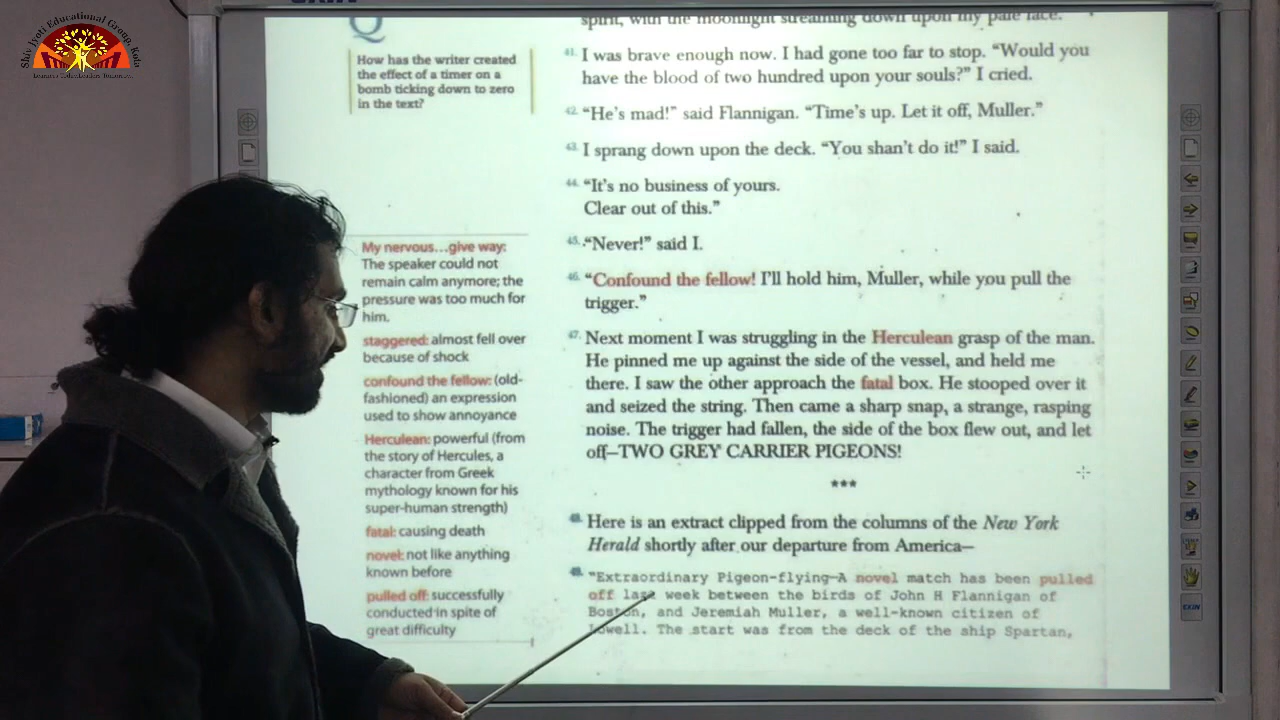 Shiv Jyoti Educational Group, Kota
EXIN
Q
How has the writer created
the effect of a timer on a
bomb ticking down to zero
in the text?
My nervous...give way:
The speaker could not
remain calm anymore; the
pressure was too much for
him.
staggered: almost fell over
because of shock
confound the fellow: (old-
fashioned) an expression
used to show annoyance
Herculean: powerful (from
the story of Hercules, a
character from Greek
mythology known for his
super-human strength)
fatal: causing death
novel: not like anything
known before
pulled off: successfully
conducted in spite of
great difficulty
spirit, with the moonlight streaming down upon my pale face.
41. I was brave enough now. I had gone too far to stop. “Would you
have the blood of two hundred upon your souls?” I cried.
42. “He’s mad!” said Flannigan. “Time’s up. Let it off, Muller.”
43. I sprang down upon the deck. “You shan’t do it!” I said.
44. “It’s no business of yours.
Clear out of this.”
45. “Never!” said I.
46. “Confound the fellow! I’ll hold him, Muller, while you pull the
trigger.”
47. Next moment I was struggling in the Herculean grasp of the man.
He pinned me up against the side of the vessel, and held me
there. I saw the other approach the fatal box. He stooped over it
and seized the string. Then came a sharp snap, a strange, rasping
noise. The trigger had fallen, the side of the box flew out, and let
off—TWO GREY CARRIER PIGEONS!
***
48. Here is an extract clipped from the columns of the New York
Herald shortly after our departure from America—
49. "Extraordinary Pigeon-flying—A novel match has been pulled
off last week between the birds of John H Flannigan of
Boston, and Jeremiah Muller, a well-known citizen of
Lowell. The start was from the deck of the ship Spartan,
EXIN